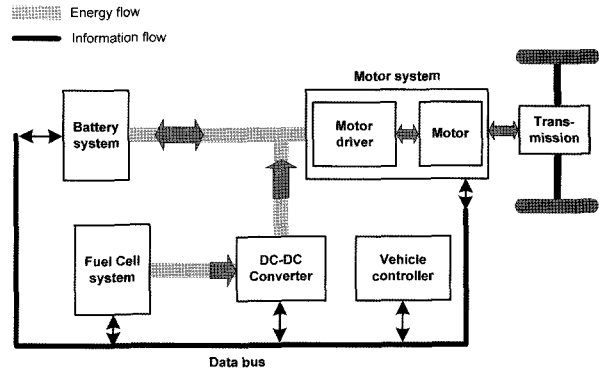 Energy flow
Information flow
Motor system
Battery
system
Motor
driver
Motor
Trans-
mission
Fuel Cell
system
DC-DC
Converter
Vehicle
controller
Data bus